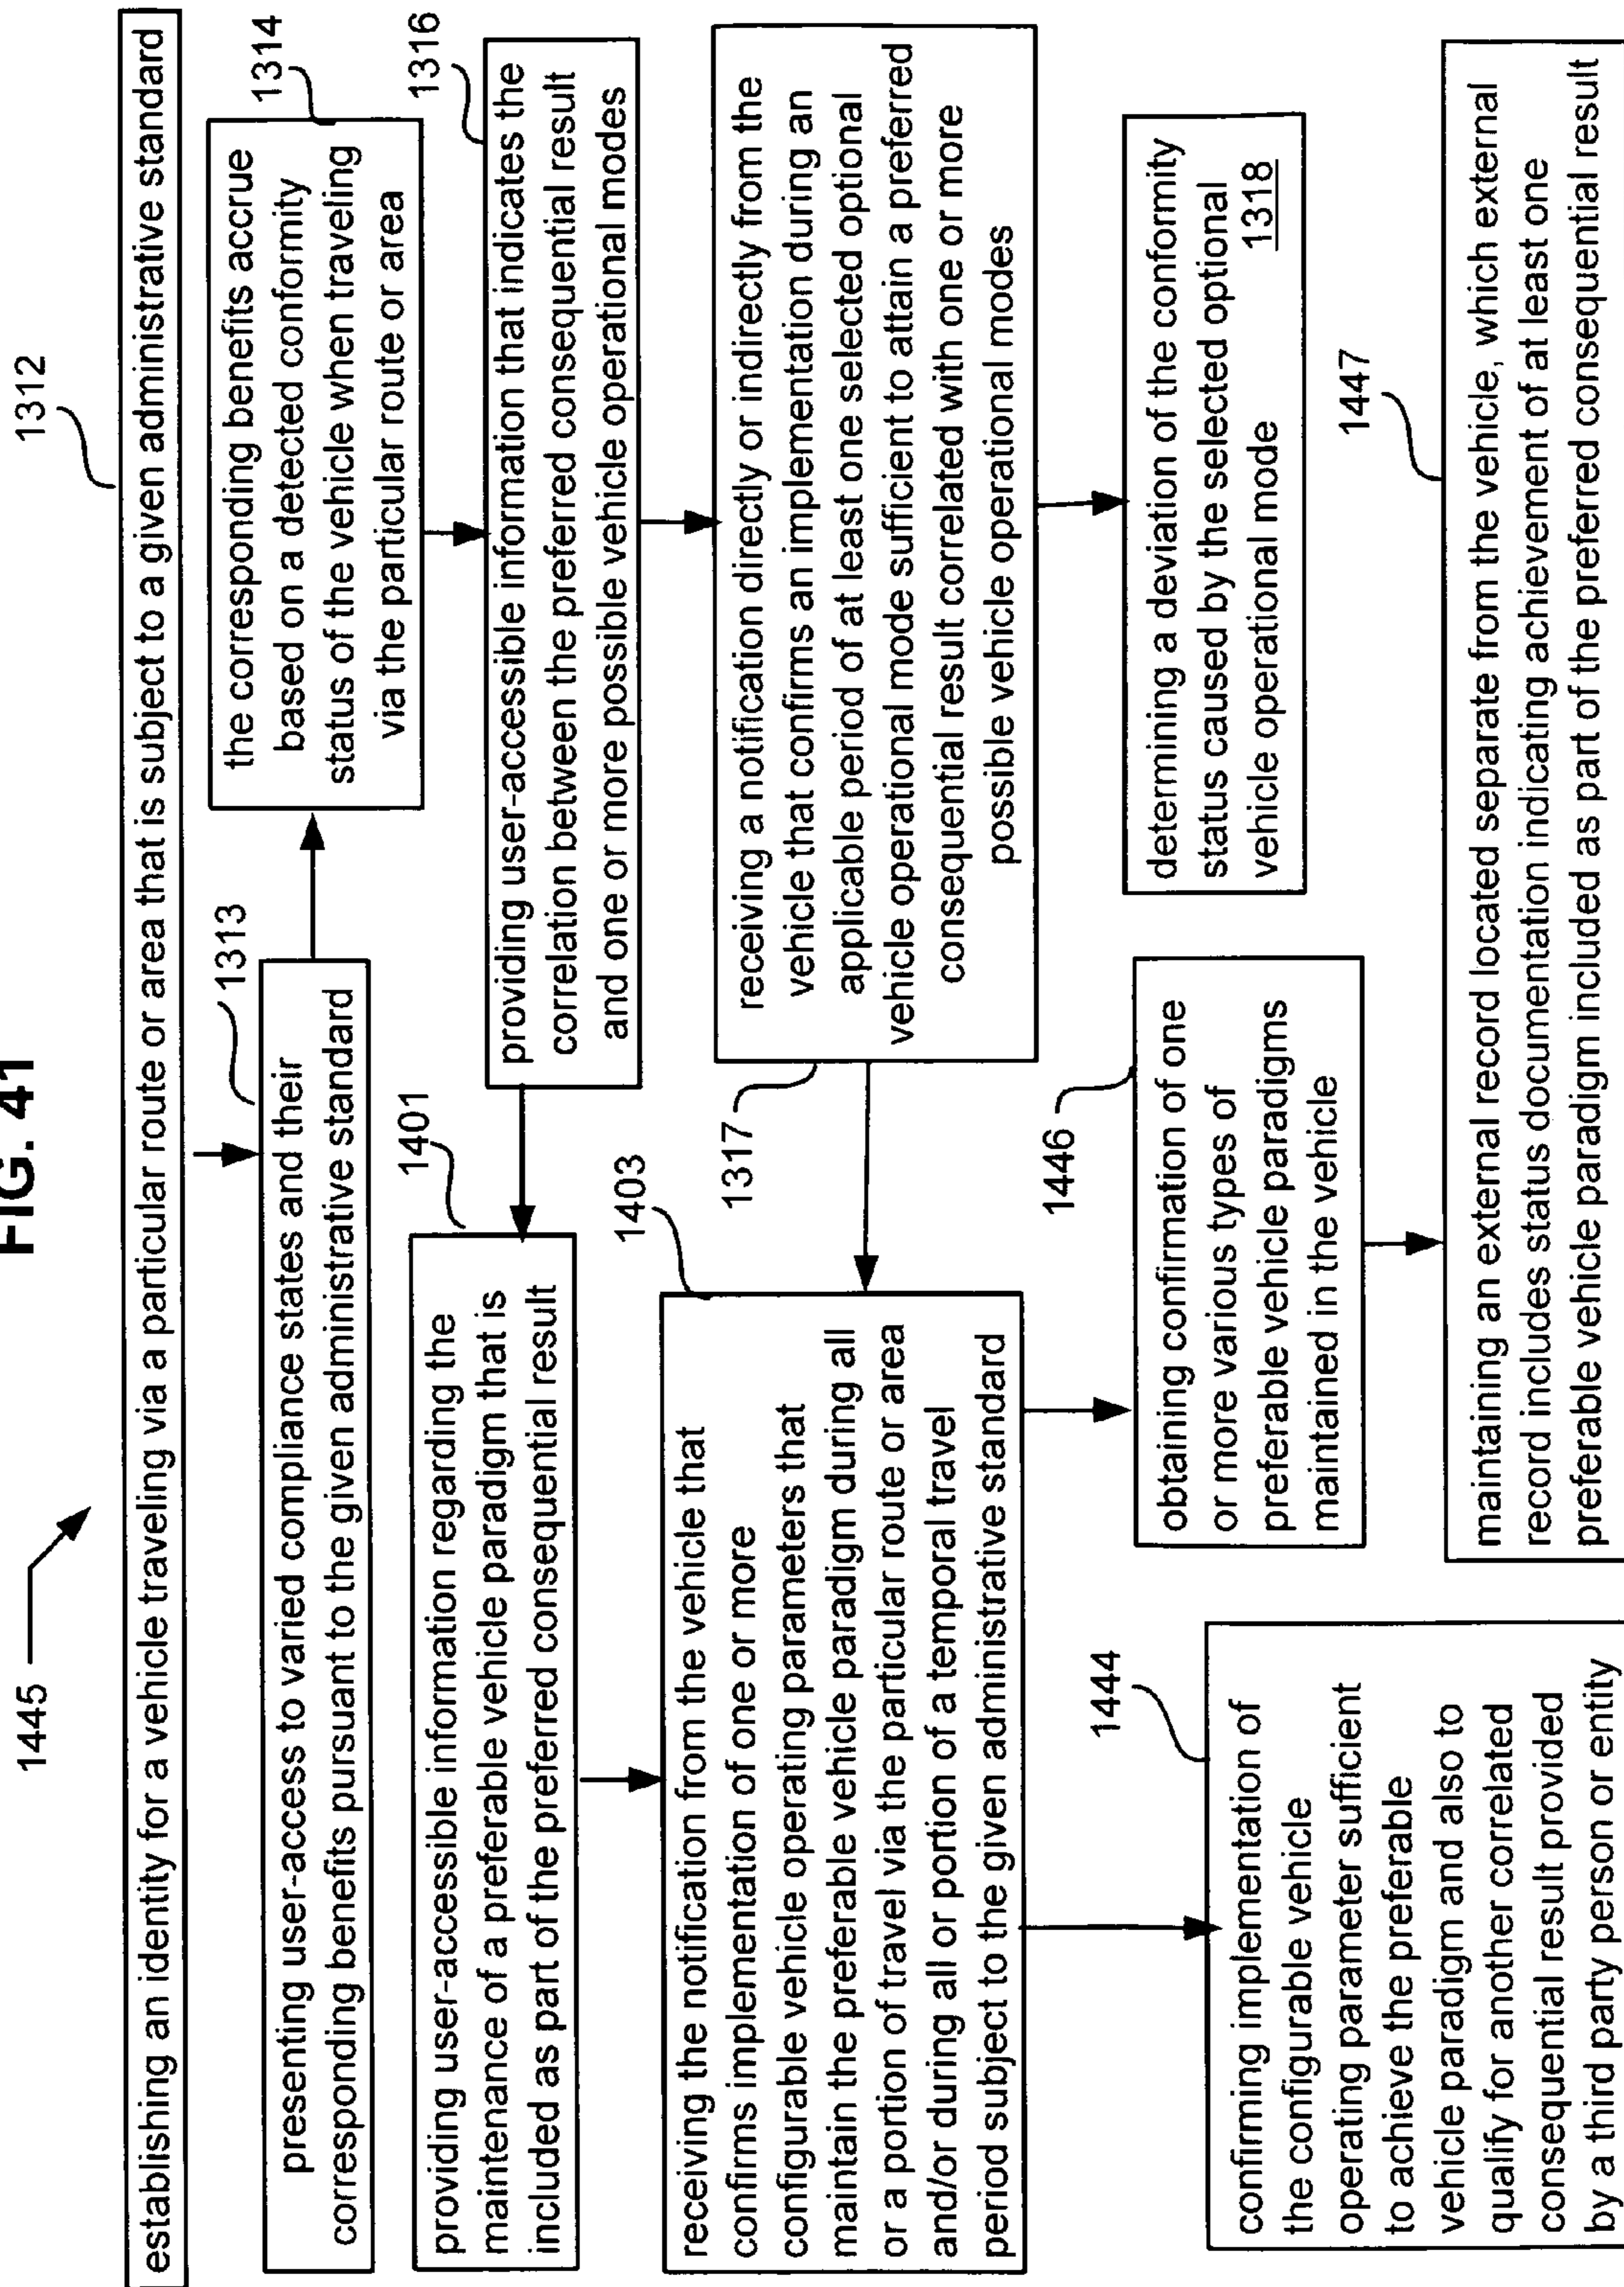 FIG. 41
1445
1312
establishing an identity for a vehicle traveling via a particular route or area that is subject to a given administrative standard
1313
presenting user-access to varied compliance states and their
corresponding benefits pursuant to the given administrative standard
1314
the corresponding benefits accrue
based on a detected conformity
status of the vehicle when traveling
via the particular route or area
1401
providing user-accessible information regarding the
maintenance of a preferable vehicle paradigm that is
included as part of the preferred consequential result
1316
providing user-accessible information that indicates the
correlation between the preferred consequential result
and one or more possible vehicle operational modes
1403
receiving the notification from the vehicle that
confirms implementation of one or more
configurable vehicle operating parameters that
maintain the preferable vehicle paradigm during all
or a portion of travel via the particular route or area
and/or during all or portion of a temporal travel
period subject to the given administrative standard
1317
receiving a notification directly or indirectly from the
vehicle that confirms an implementation during an
applicable period of at least one selected optional
vehicle operational mode sufficient to attain a preferred
consequential result correlated with one or more
possible vehicle operational modes
1444
confirming implementation of
the configurable vehicle
operating parameter sufficient
to achieve the preferable
vehicle paradigm and also to
qualify for another correlated
consequential result provided
by a third party person or entity
1446
obtaining confirmation of one
or more various types of
preferable vehicle paradigms
maintained in the vehicle
determining a deviation of the conformity
status caused by the selected optional
vehicle operational mode 1318
1447
maintaining an external record located separate from the vehicle, which external
record includes status documentation indicating achievement of at least one
preferable vehicle paradigm included as part of the preferred consequential result